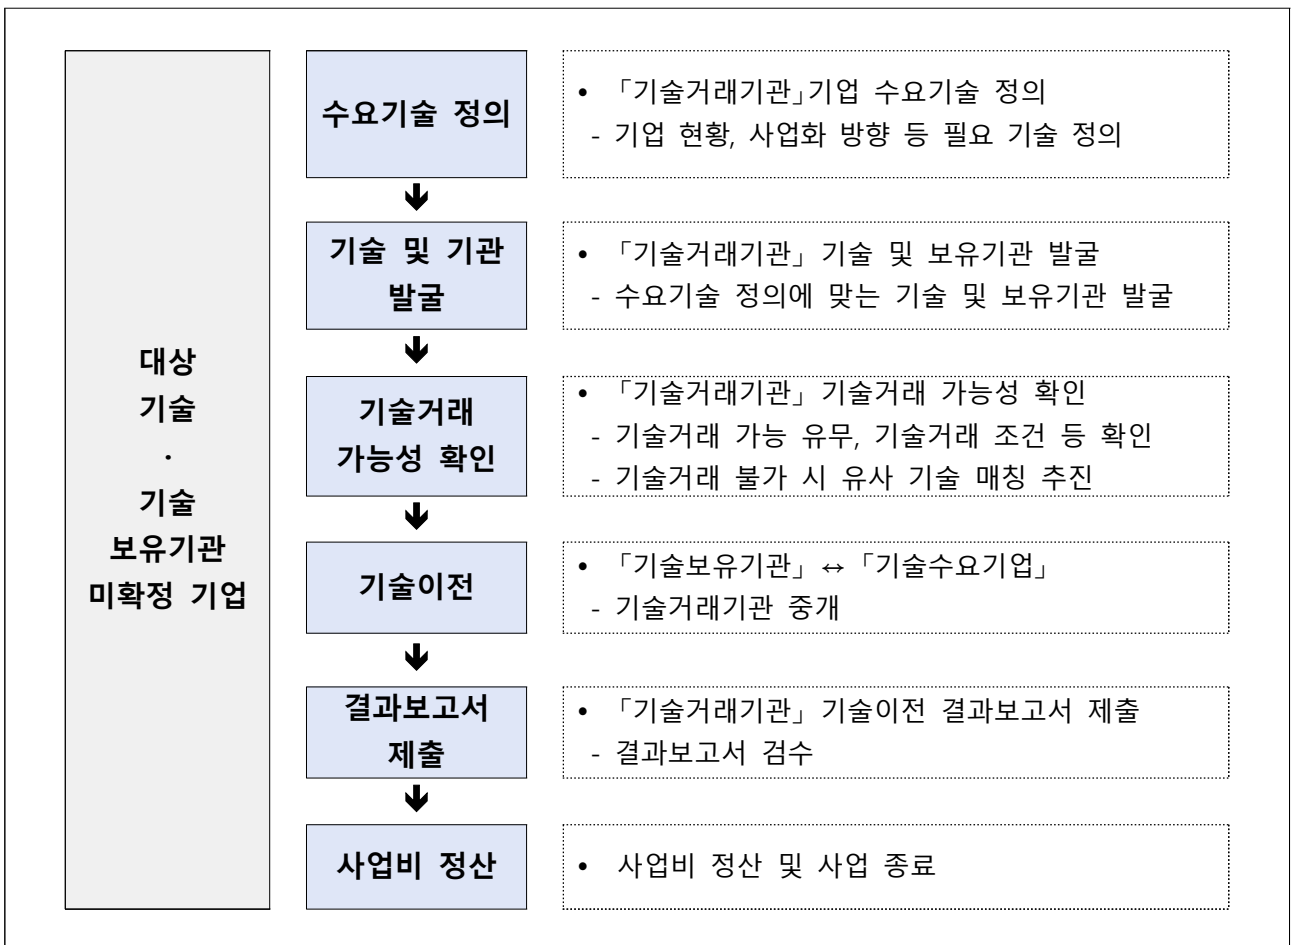 대상
기술
·
기술
보유기관
미확정 기업
수요기술 정의
• 「기술거래기관」기업 수요기술 정의
- 기업 현황, 사업화 방향 등 필요 기술 정의
기술 및 기관
발굴
• 「기술거래기관」 기술 및 보유기관 발굴
- 수요기술 정의에 맞는 기술 및 보유기관 발굴
기술거래
가능성 확인
• 「기술거래기관」 기술거래 가능성 확인
- 기술거래 가능 유무, 기술거래 조건 등 확인
- 기술거래 불가 시 유사 기술 매칭 추진
기술이전
• 「기술보유기관」 ↔ 「기술수요기업」
- 기술거래기관 중개
결과보고서
제출
• 「기술거래기관」 기술이전 결과보고서 제출
- 결과보고서 검수
사업비 정산
• 사업비 정산 및 사업 종료